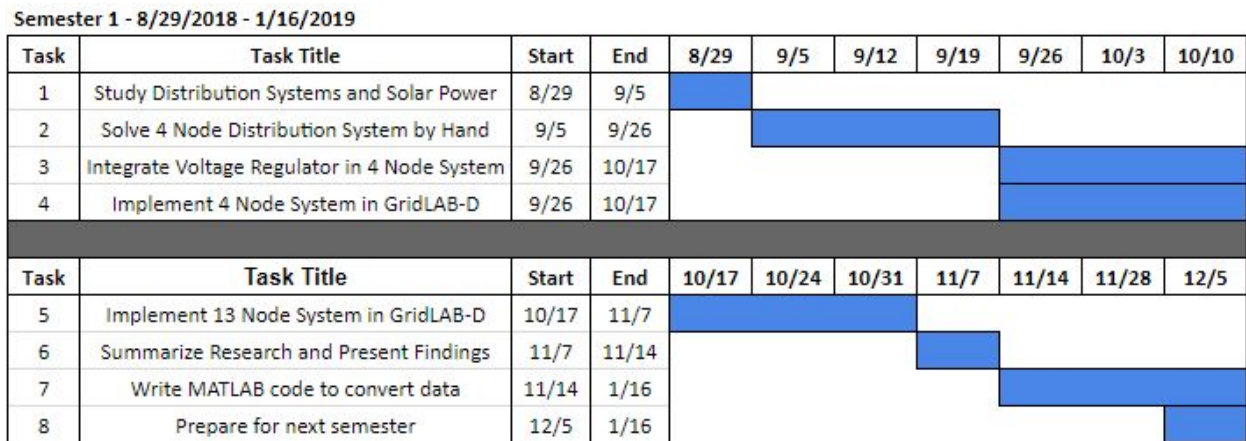 Semester 1 - 8/29/2018 - 1/16/2019
Task Task Title Start End 8/29 9/5 9/12 9/19 9/26 10/3 10/10
1 Study Distribution Systems and Solar Power 8/29 9/5
2 Solve 4 Node Distribution System by Hand 9/5 9/26
3 Integrate Voltage Regulator in 4 Node System 9/26 10/17
4 Implement 4 Node System in GridLAB-D 9/26 10/17
Task Task Title Start End 10/17 10/24 10/31 11/7 11/14 11/28 12/5
5 Implement 13 Node System in GridLAB-D 10/17 11/7
6 Summarize Research and Present Findings 11/7 11/14
7 Write MATLAB code to convert data 11/14 1/16
8 Prepare for next semester 12/5 1/16